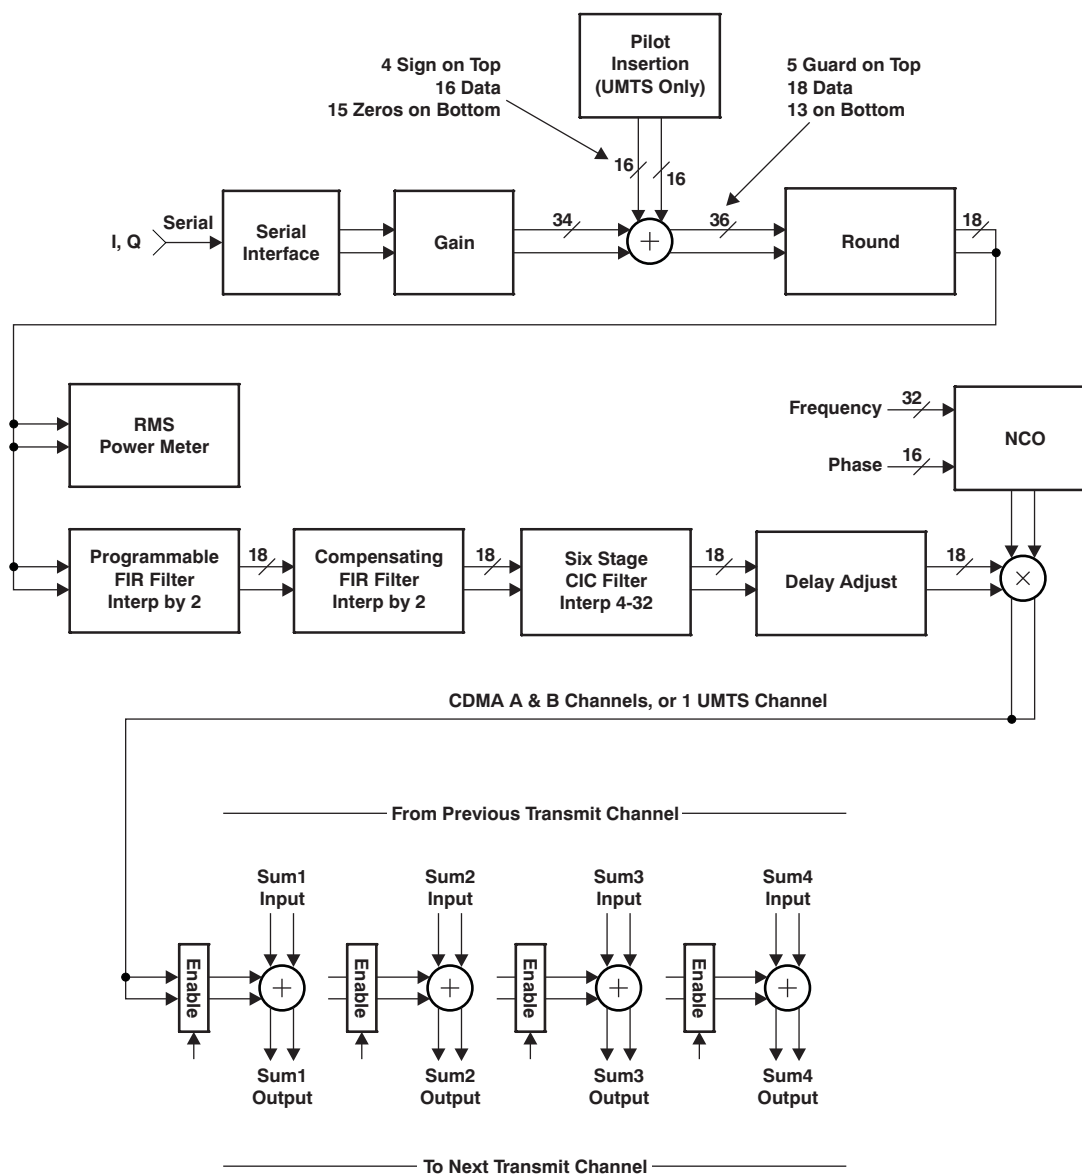 Pilot
Insertion
(UMTS Only)
4 Sign on Top
16 Data
15 Zeros on Bottom
5 Guard on Top
18 Data
13 on Bottom
16
16
I, Q
Serial
Serial
Interface
Gain
34
36
Round
18
RMS
Power Meter
Frequency
32
Phase
16
NCO
Programmable
FIR Filter
Interp by 2
18
Compensating
FIR Filter
Interp by 2
18
Six Stage
CIC Filter
Interp 4-32
18
Delay Adjust
18
CDMA A & B Channels, or 1 UMTS Channel
From Previous Transmit Channel
Sum1
Input
Sum2
Input
Sum3
Input
Sum4
Input
Enable
Enable
Enable
Enable
Sum1
Output
Sum2
Output
Sum3
Output
Sum4
Output
To Next Transmit Channel